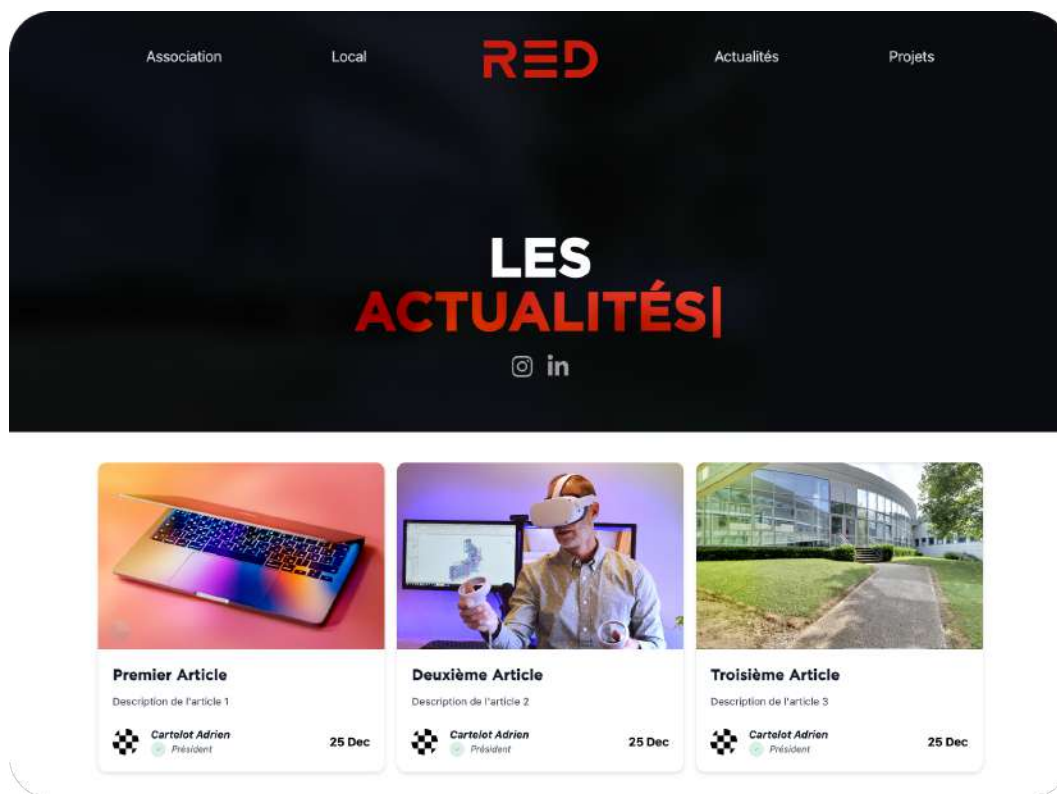 Association
Local
RED
Actualités
Projets
LES
ACTUALITÉS|
in
Premier Article
Description de l'article 1
Cartelot Adrien
Président
25 Dec
Deuxième Article
Description de l'article 2
Cartelot Adrien
Président
25 Dec
Troisième Article
Description de l'article 3
Cartelot Adrien
Président
25 Dec